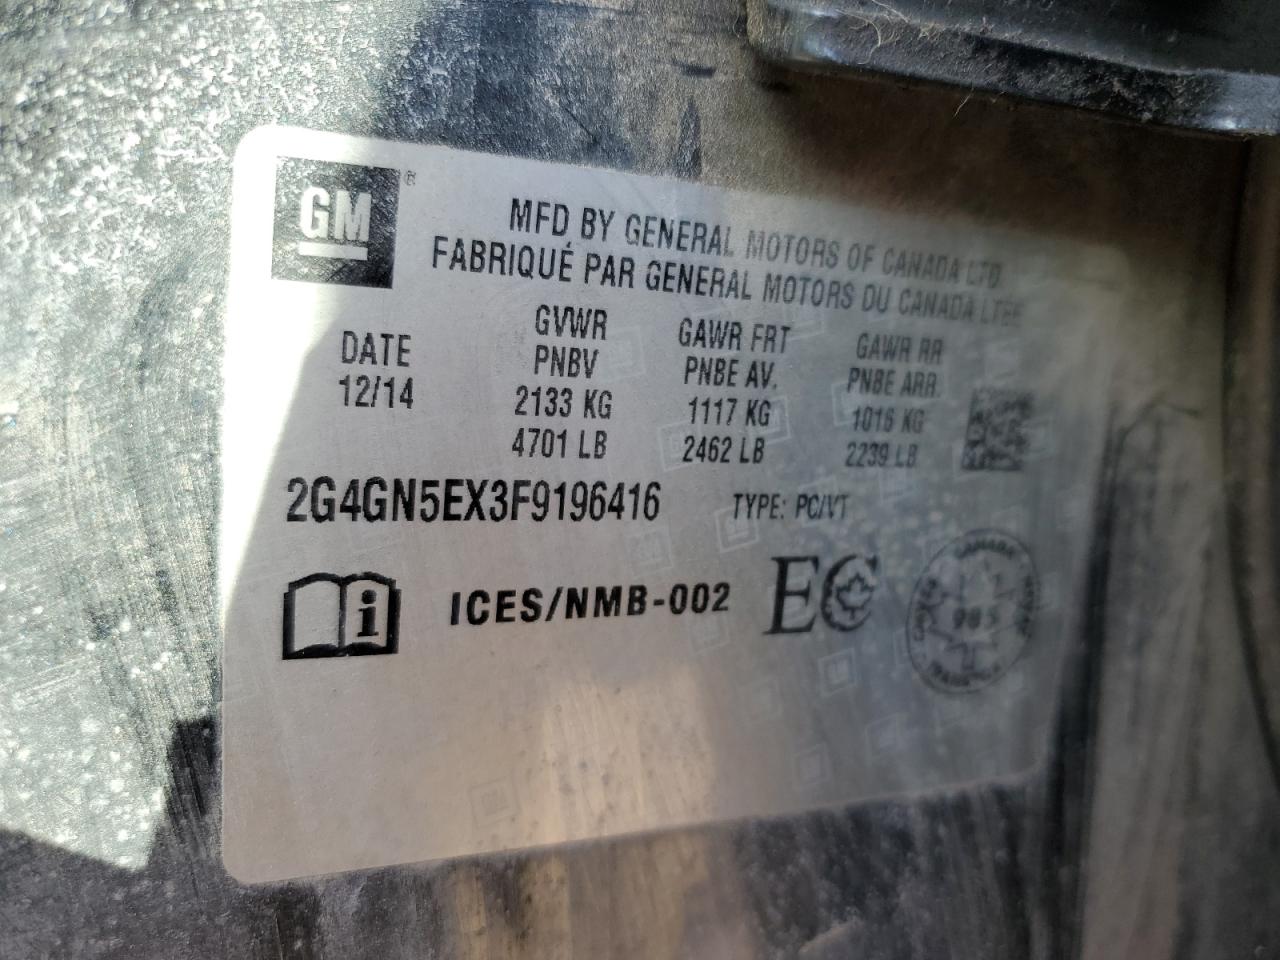 GM ®
MFD BY GENERAL MOTORS OF CANADA LTD
FABRIQUÉ PAR GENERAL MOTORS DU CANADA LTEE
DATE
12/14
GVWR
PNBV
2133 KG
4701 LB
GAWR FRT
PNBE AV.
1117 KG
2462 LB
GAWR RR
PNBE ARR.
1016 KG
2239 LB
2G4GN5EX3F9196416 TYPE: PC/VT
i
ICES/NMB-002
EC
CANADA